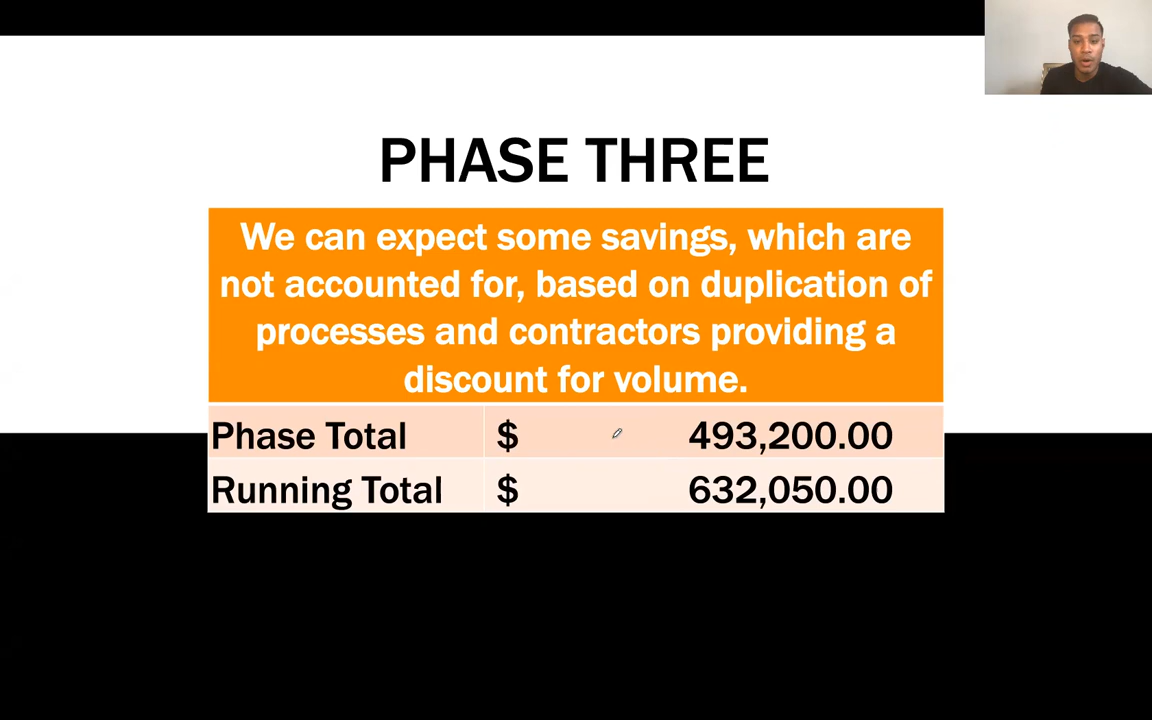 PHASE THREE
We can expect some savings, which are
not accounted for, based on duplication of
processes and contractors providing a
discount for volume.
Phase Total $ 493,200.00
Running Total $ 632,050.00